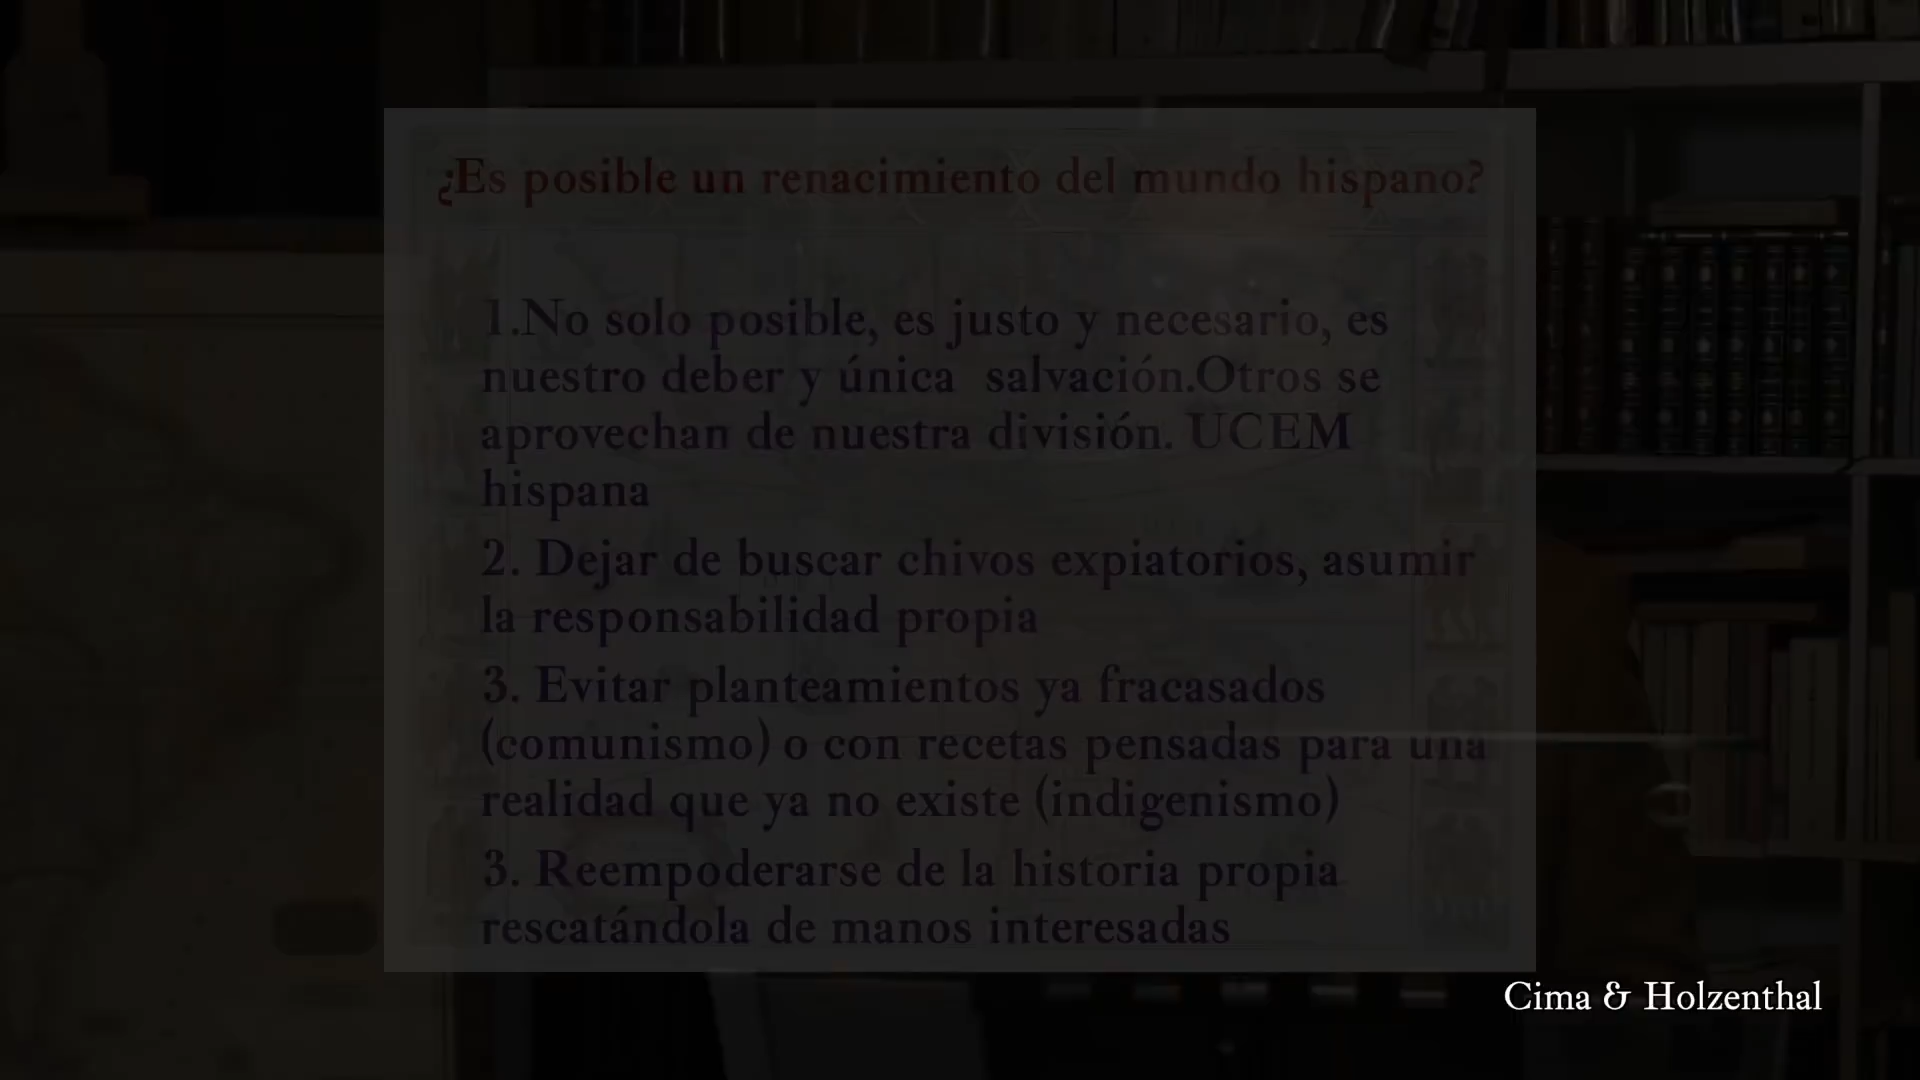 ¿Es posible un renacimiento del mundo hispano?
1.No solo posible, es justo y necesario, es
nuestro deber y única salvación.Otros se
aprovechan de nuestra división. UCEM
hispana
2. Dejar de buscar chivos expiatorios, asumir
la responsabilidad propia
3. Evitar planteamientos ya fracasados
(comunismo) o con recetas pensadas para una
realidad que ya no existe (indigenismo)
3. Reempoderarse de la historia propia
rescatándola de manos interesadas
Cima & Holzenthal